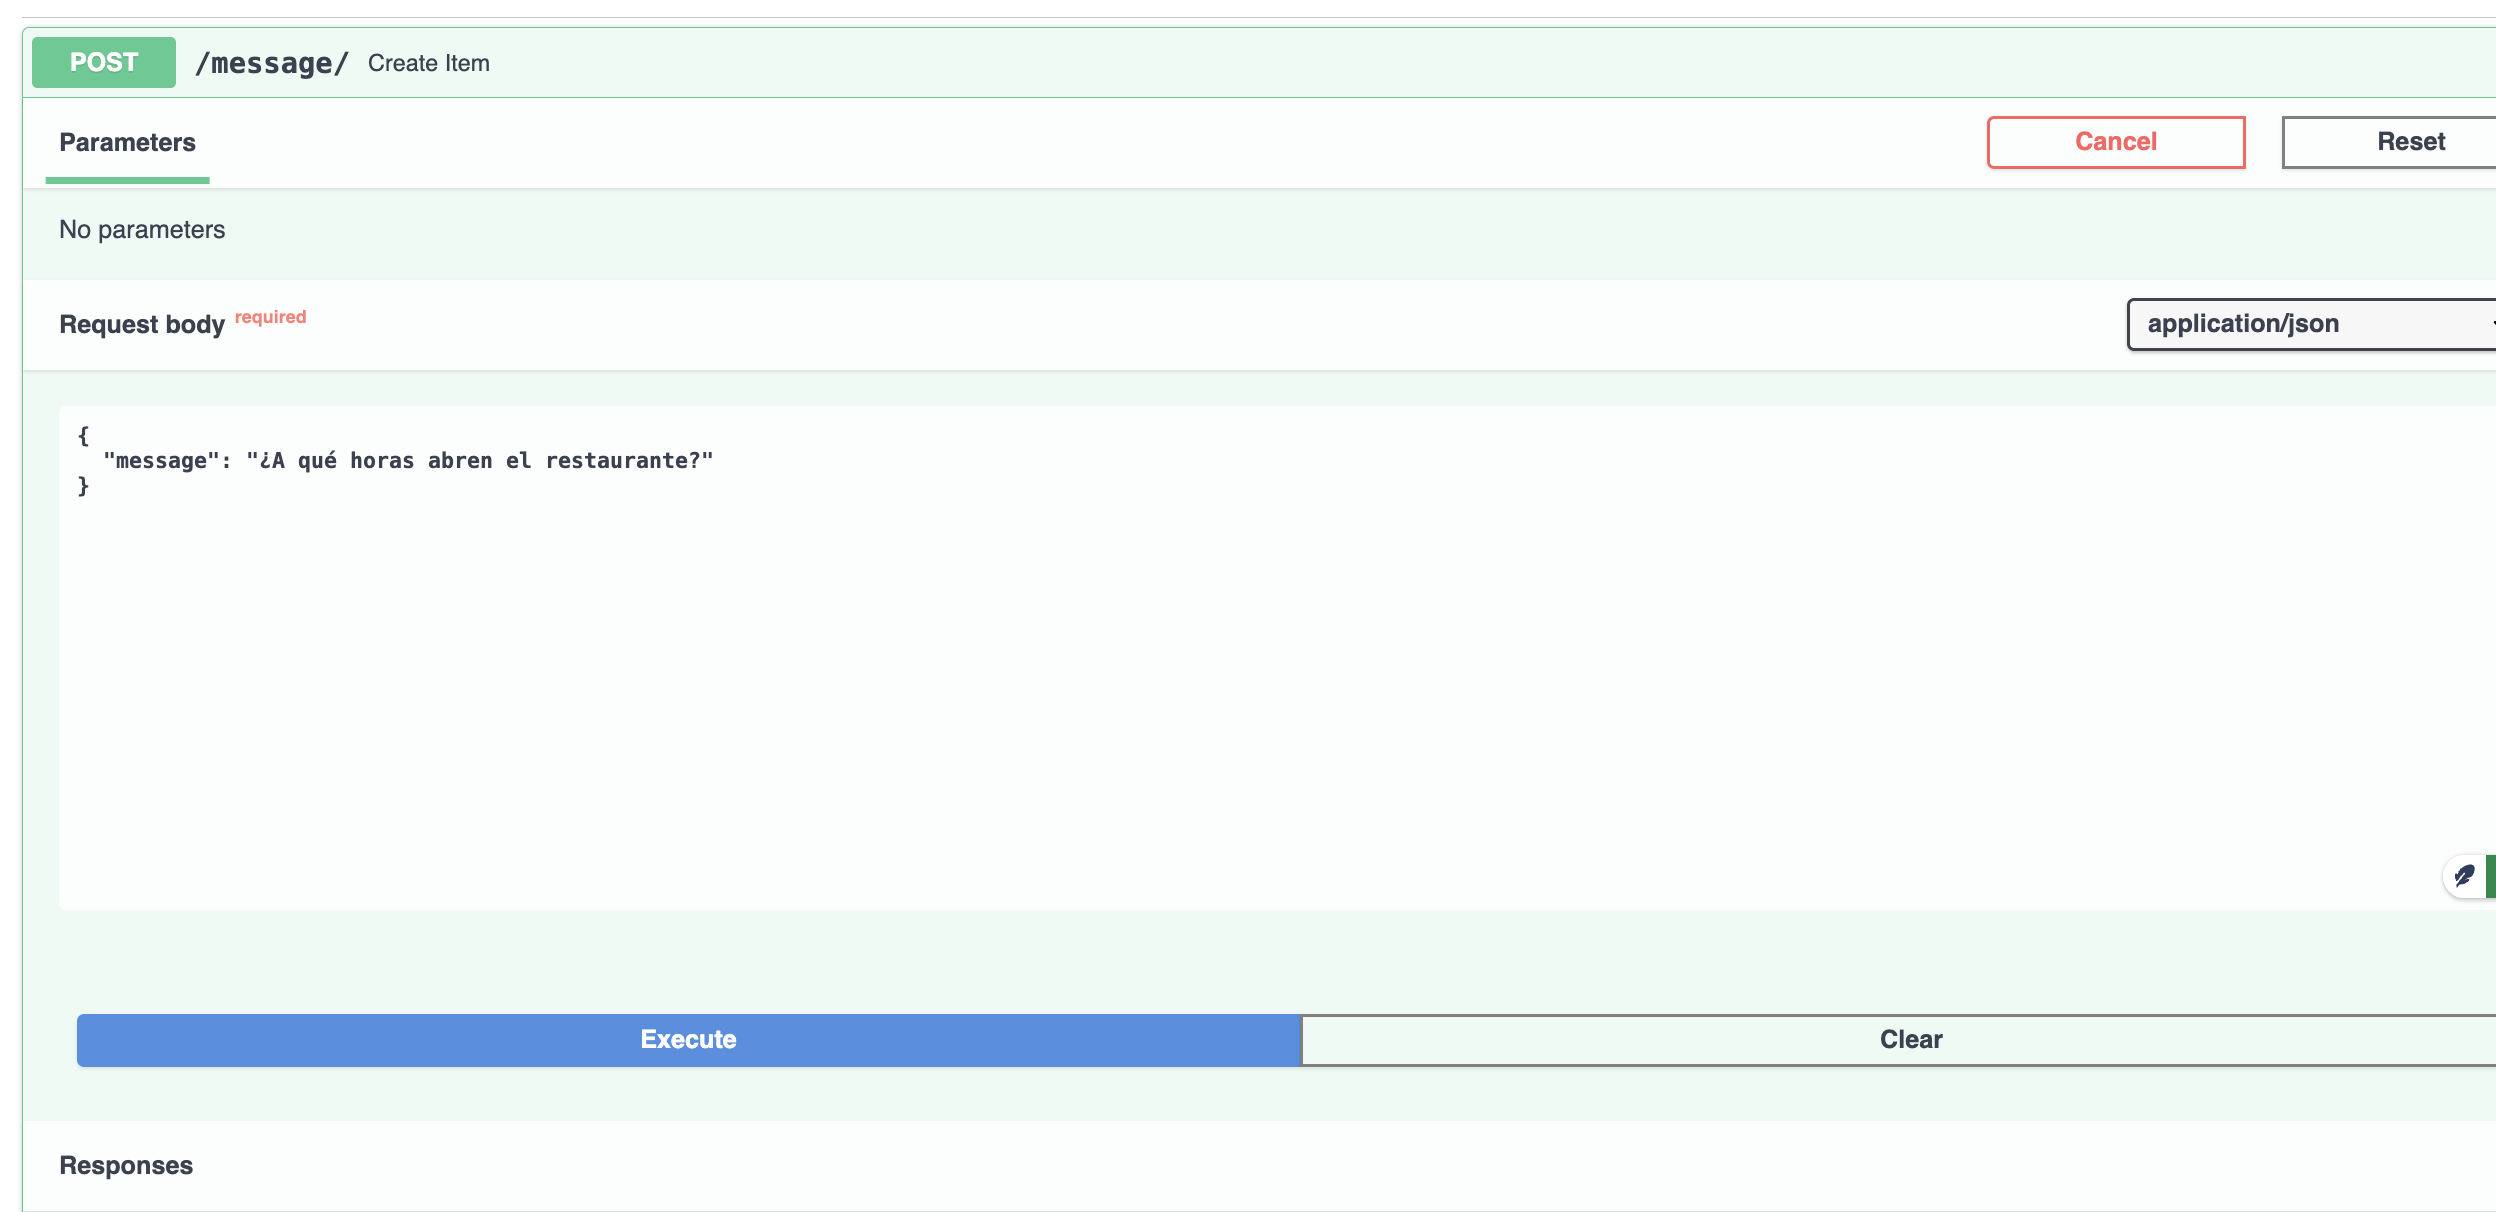 POST /message/ Create Item
Parameters
Cancel
Reset
No parameters
Request body required
application/json
{
  "message": "¿A qué horas abren el restaurante?"
}
Execute
Clear
Responses